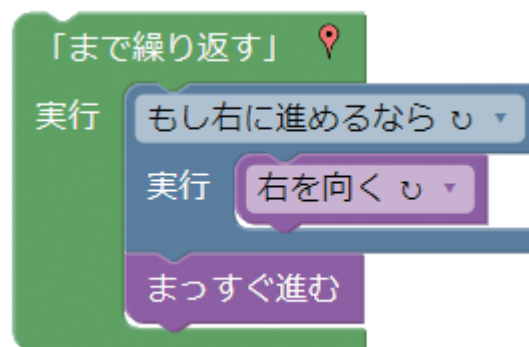 「まで繰り返す」
実行 もし右に進めるなら ↻ ▼
実行 右を向く ↻ ▼
まっすぐ進む